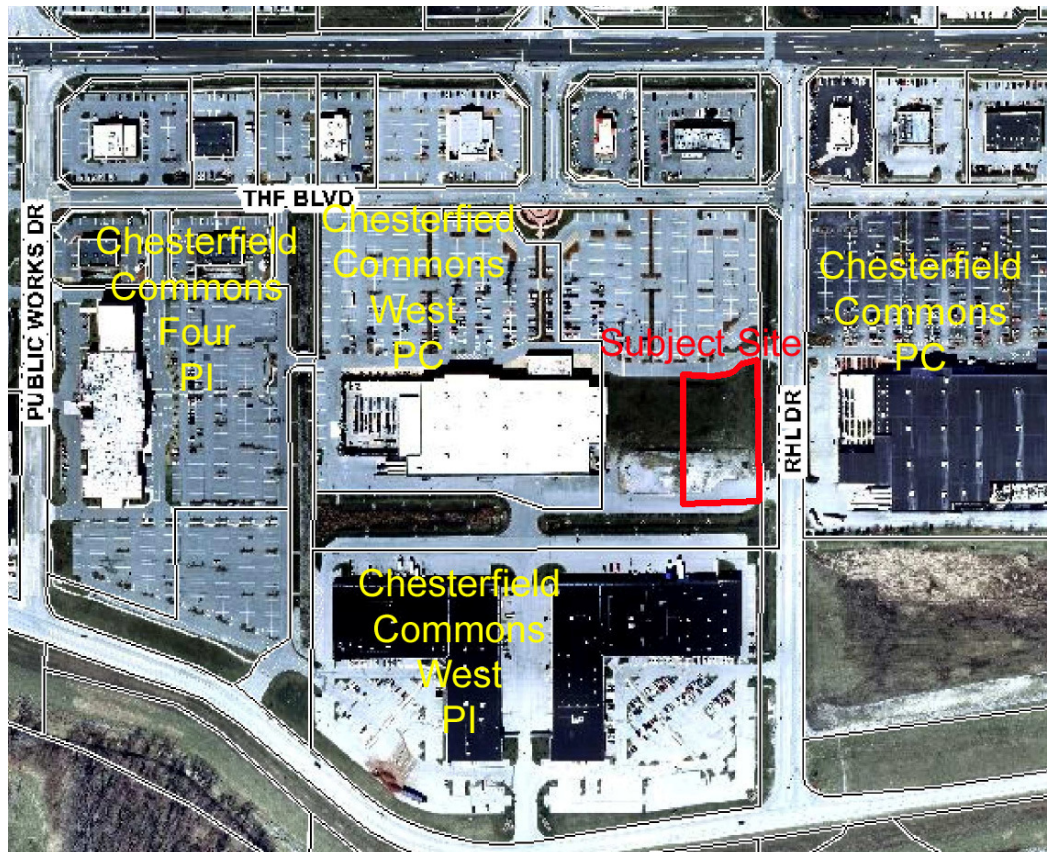 THF BLVD
PUBLIC WORKS DR
Chesterfield
Commons
Four
PI
Chesterfied
Commons
West
PC
Subject Site
RHL DR
Chesterfield
Commons
PC
Chesterfield
Commons
West
PI